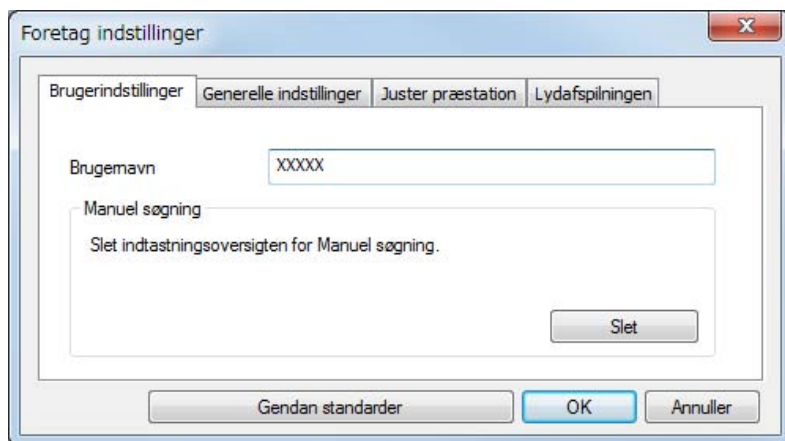 Foretag indstillinger
Brugerindstillinger Generelle indstillinger Juster præstation Lydafspilningen
Brugernavn XXXXX
Manuel søgning
Slet indtastningsoversigten for Manuel søgning.
Slet
Gendan standarder OK Annuller